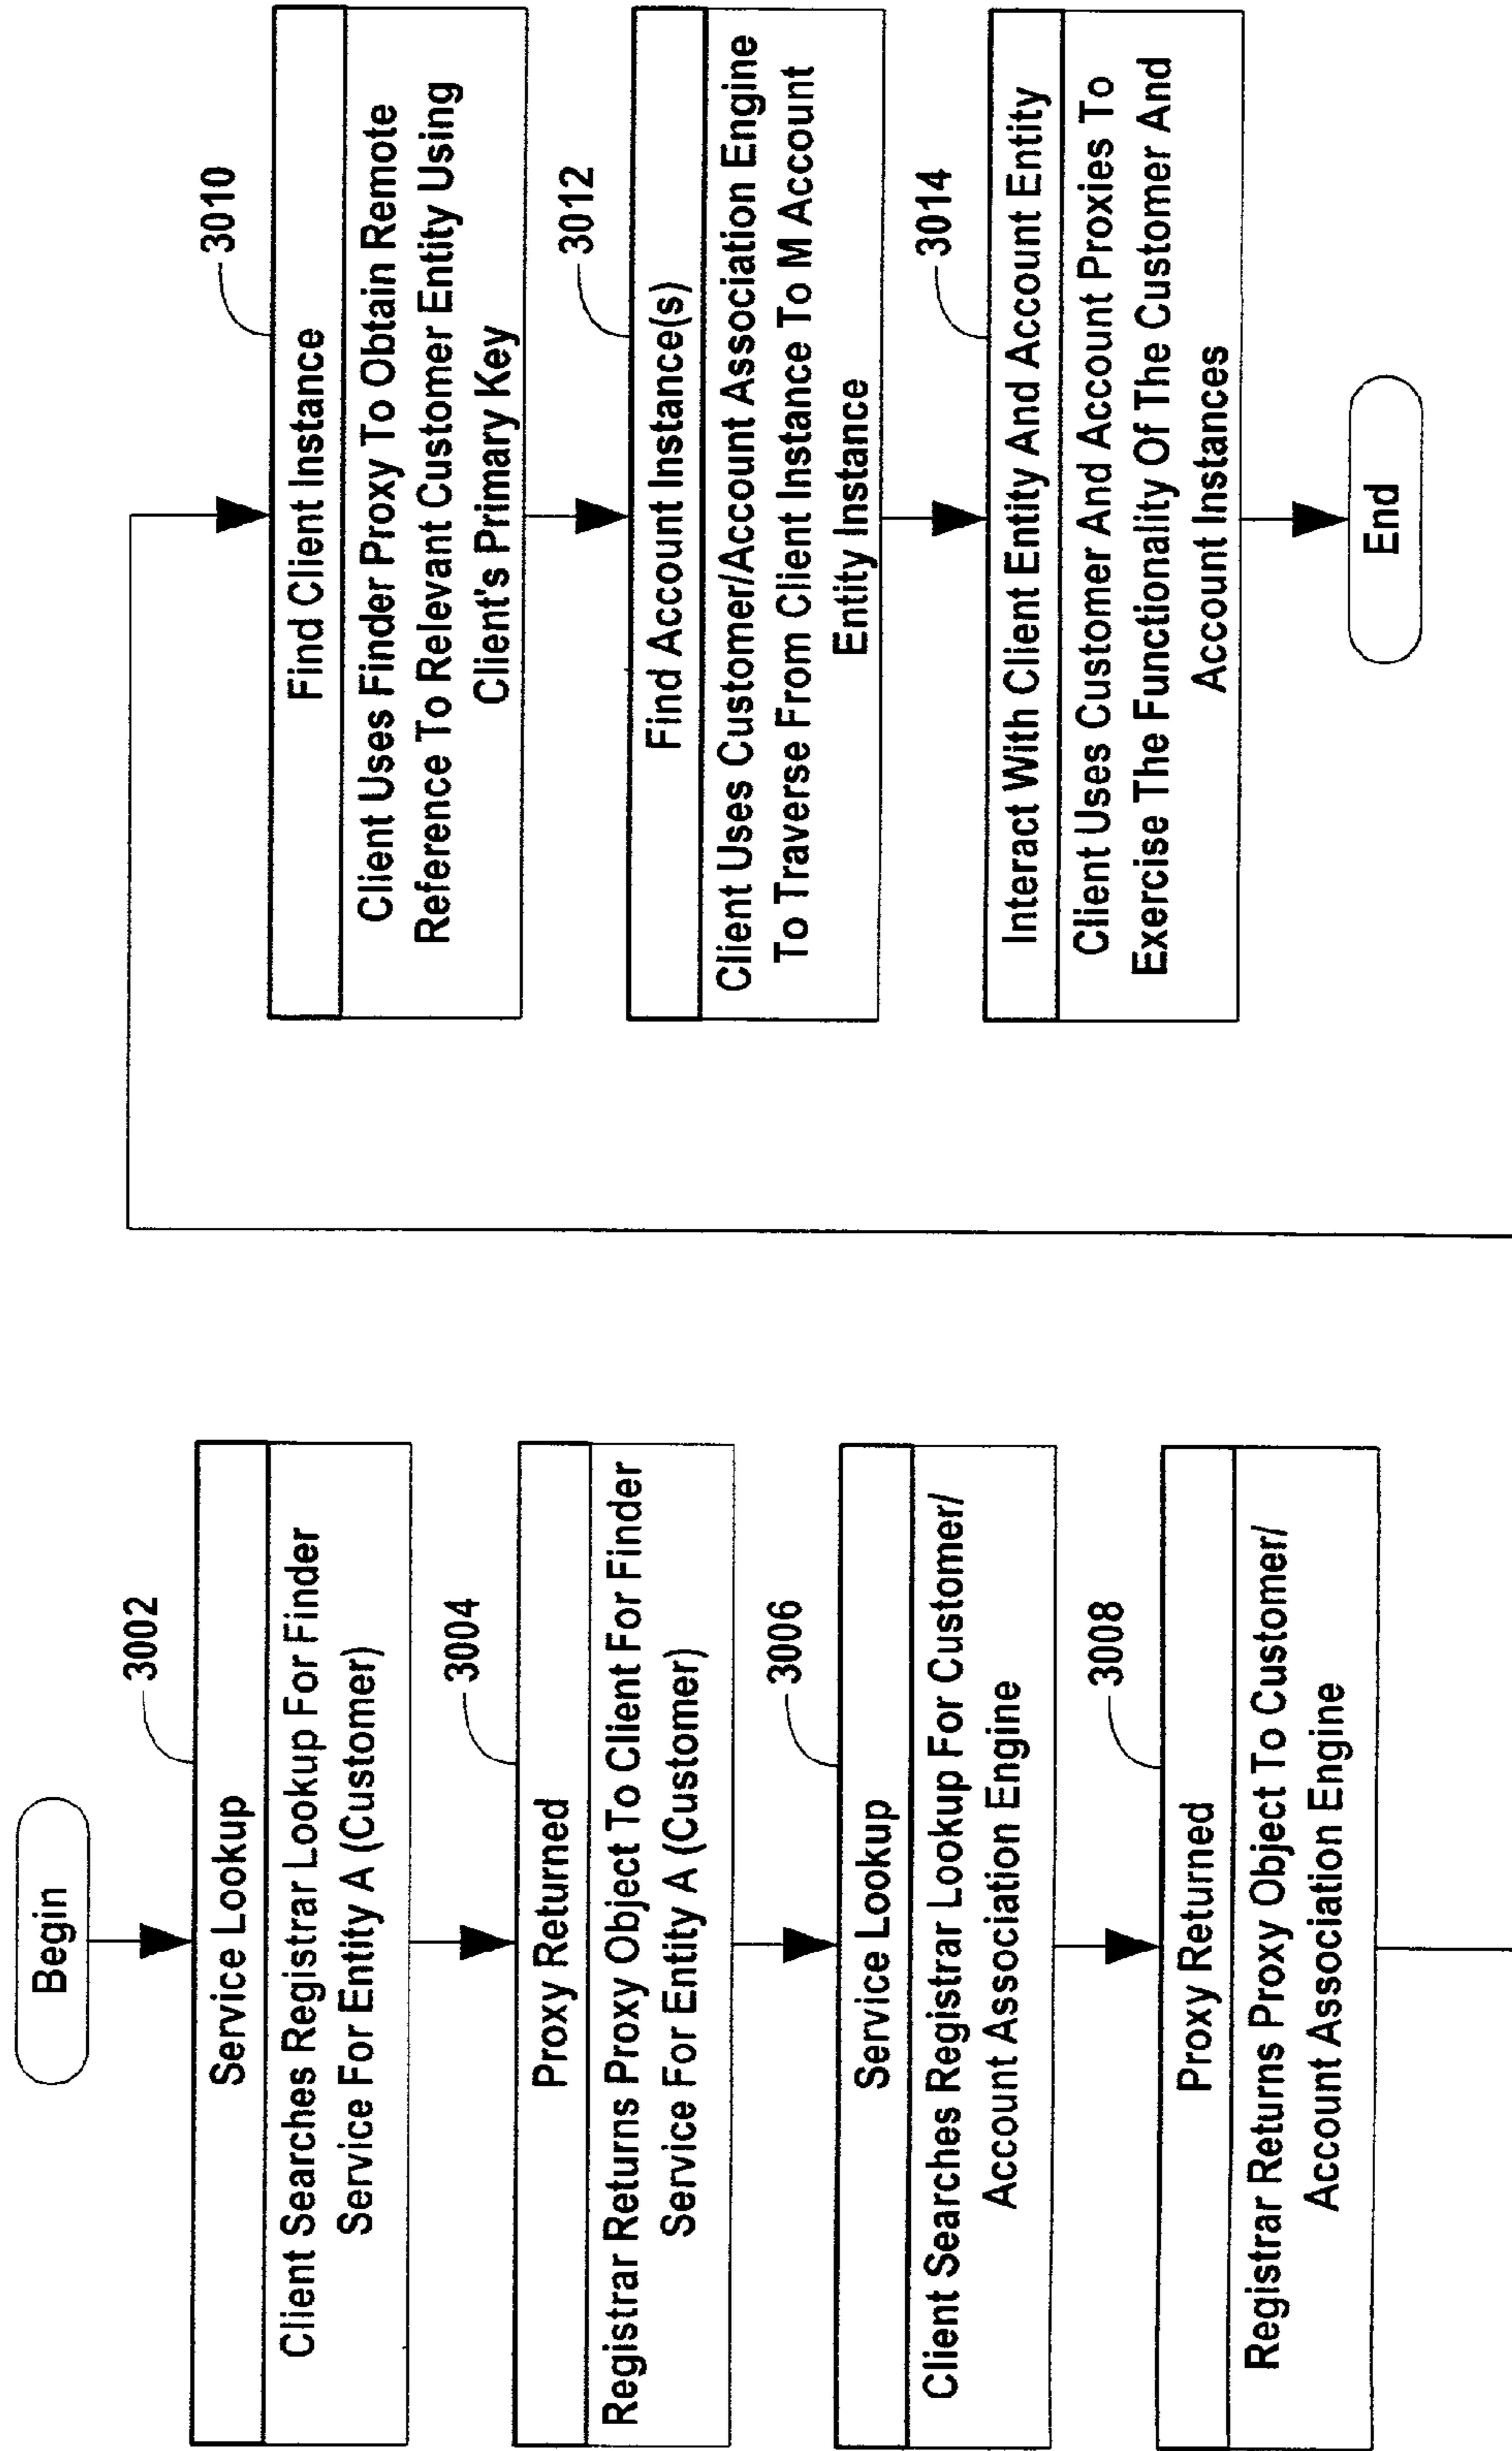 Begin
3002
Service Lookup
Client Searches Registrar Lookup For Finder
Service For Entity A (Customer)
3004
Proxy Returned
Registrar Returns Proxy Object To Client For Finder
Service For Entity A (Customer)
3006
Service Lookup
Client Searches Registrar Lookup For Customer/
Account Association Engine
3008
Proxy Returned
Registrar Returns Proxy Object To Customer/
Account Association Engine
3010
Find Client Instance
Client Uses Finder Proxy To Obtain Remote
Reference To Relevant Customer Entity Using
Client's Primary Key
3012
Find Account Instance(s)
Client Uses Customer/Account Association Engine
To Traverse From Client Instance To M Account
Entity Instance
3014
Interact With Client Entity And Account Entity
Client Uses Customer And Account Proxies To
Exercise The Functionality Of The Customer And
Account Instances
End